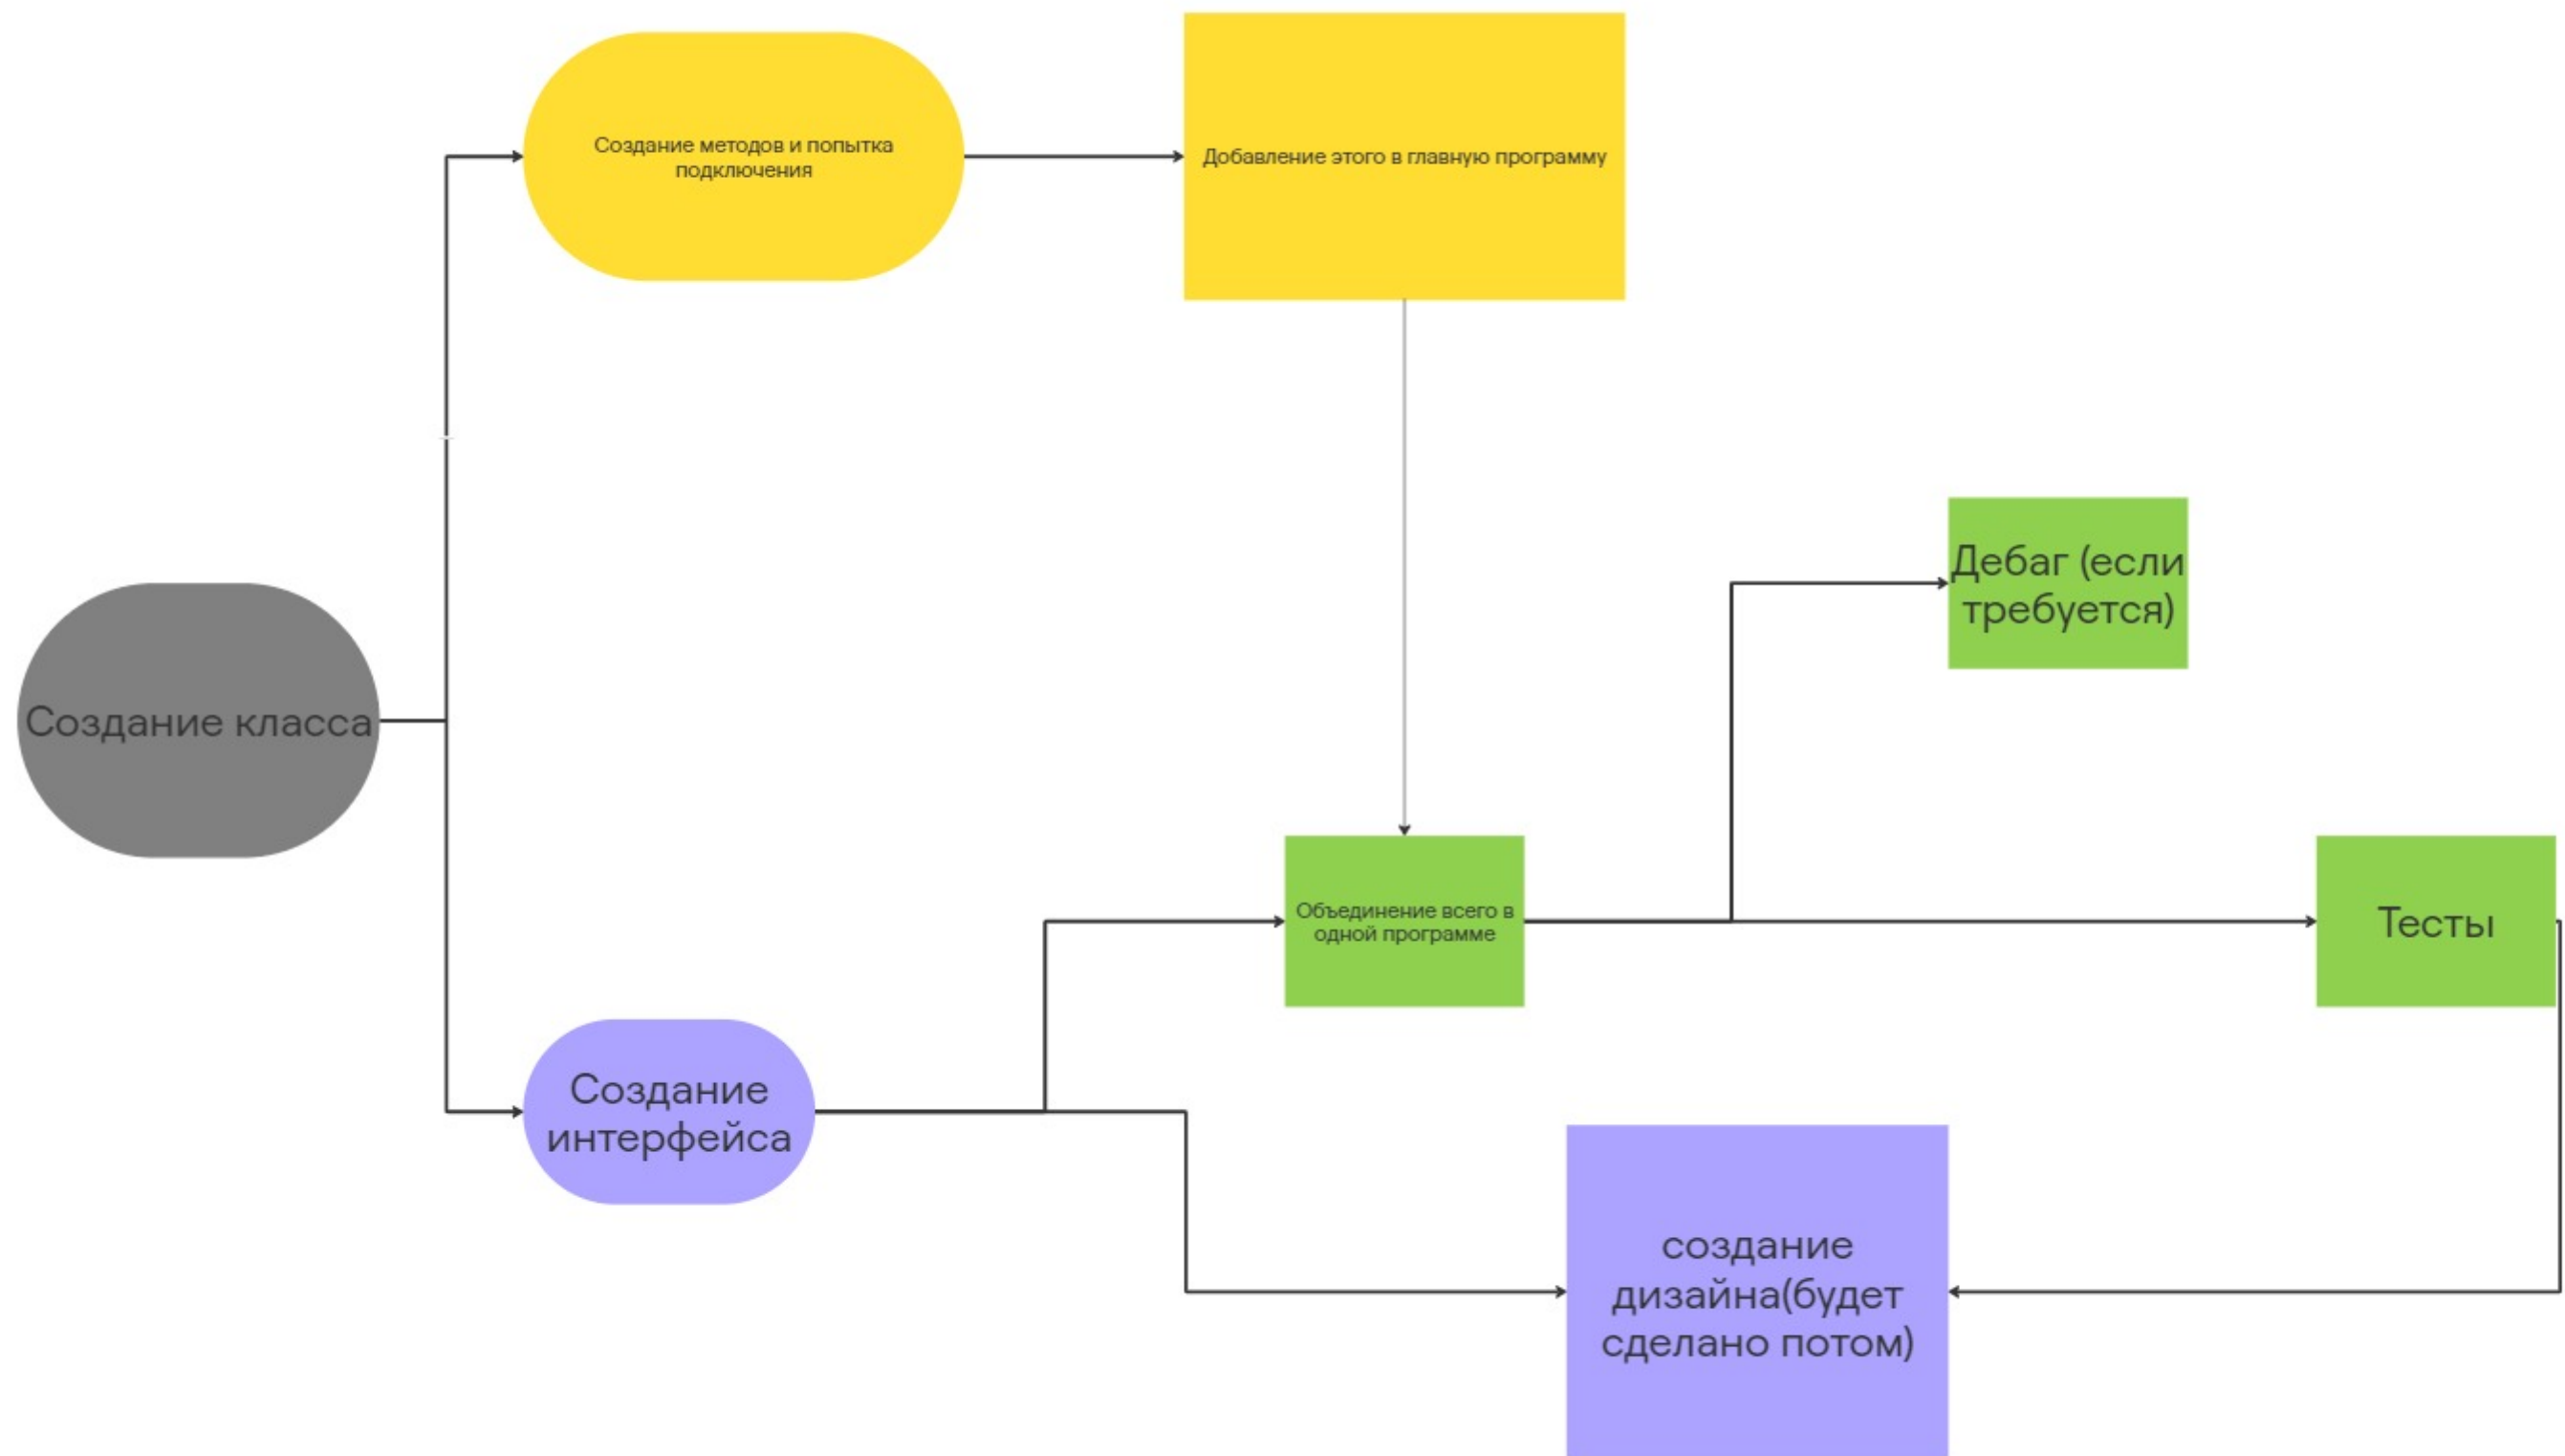 Создание методов и попытка
подключения
Добавление этого в главную программу
Дебаг (если
требуется)
Создание класса
Объединение всего в
одной программе
Тесты
Создание
интерфейса
создание
дизайна(будет
сделано потом)